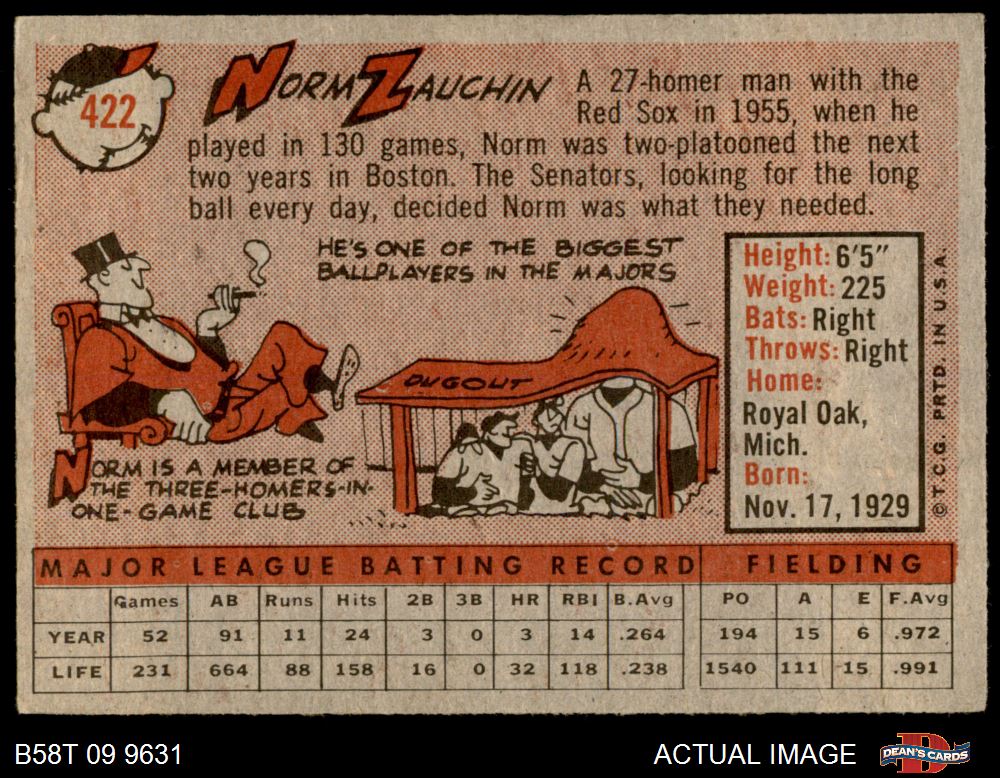 422
NORM ZAUCHIN
A 27-homer man with the
Red Sox in 1955, when he
played in 130 games, Norm was two-platooned the next
two years in Boston. The Senators, looking for the long
ball every day, decided Norm was what they needed.
HE'S ONE OF THE BIGGEST
BALLPLAYERS IN THE MAJORS
DUGOUT
NORM IS A MEMBER OF
THE THREE-HOMERS-IN-
ONE-GAME CLUB
Height: 6'5"
Weight: 225
Bats: Right
Throws: Right
Home:
Royal Oak,
Mich.
Born:
Nov. 17, 1929
© T.C.G. PRTD. IN U.S.A.
MAJOR LEAGUE BATTING RECORD FIELDING
Games AB Runs Hits 2B 3B HR RBI B.Avg PO A E F.Avg
YEAR 52 91 11 24 3 0 3 14 .264 194 15 6 .972
LIFE 231 664 88 158 16 0 32 118 .238 1540 111 15 .991
B58T 09 9631
ACTUAL IMAGE
D
DEAN'S CARDS